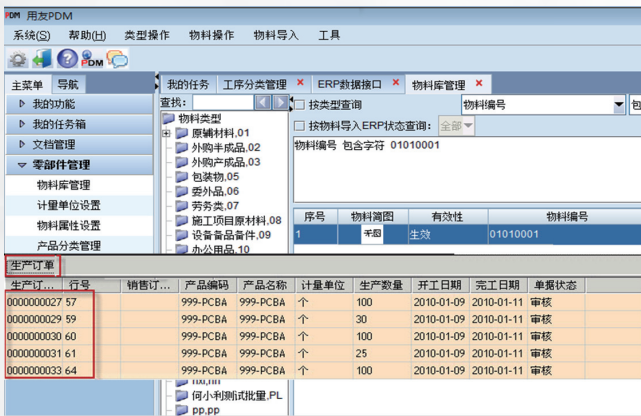 PDM 用友PDM
系统(S) 帮助(H) 类型操作 物料操作 物料导入 工具
PDM
主菜单 导航
我的功能
我的任务箱
文档管理
零部件管理
物料库管理
计量单位设置
物料属性设置
产品分类管理
我的任务 工序分类管理 ERP数据接口 物料库管理
查找:
物料类型
原辅材料,01
外购半成品,02
外购产成品,03
包装物,05
委外品,06
劳务类,07
施工项目原材料,08
设备备品备件,09
办公用品,10
按类型查询 物料编号 包
按物料导入ERP状态查询: 全部
物料编号 包含字符 01010001
序号 物料简图 有效性 物料编号
1 无图 生效 01010001
生产订单
生产订... 行号 销售订... 产品编码 产品名称 计量单位 生产数量 开工日期 完工日期 单据状态
0000000027 57 999-PCBA 999-PCBA 个 100 2010-01-09 2010-01-11 审核
0000000029 59 999-PCBA 999-PCBA 个 30 2010-01-09 2010-01-11 审核
0000000030 60 999-PCBA 999-PCBA 个 100 2010-01-09 2010-01-11 审核
0000000031 61 999-PCBA 999-PCBA 个 25 2010-01-09 2010-01-11 审核
0000000033 64 999-PCBA 999-PCBA 个 100 2010-01-09 2010-01-11 审核
何小利测试批量,PL
pp,pp